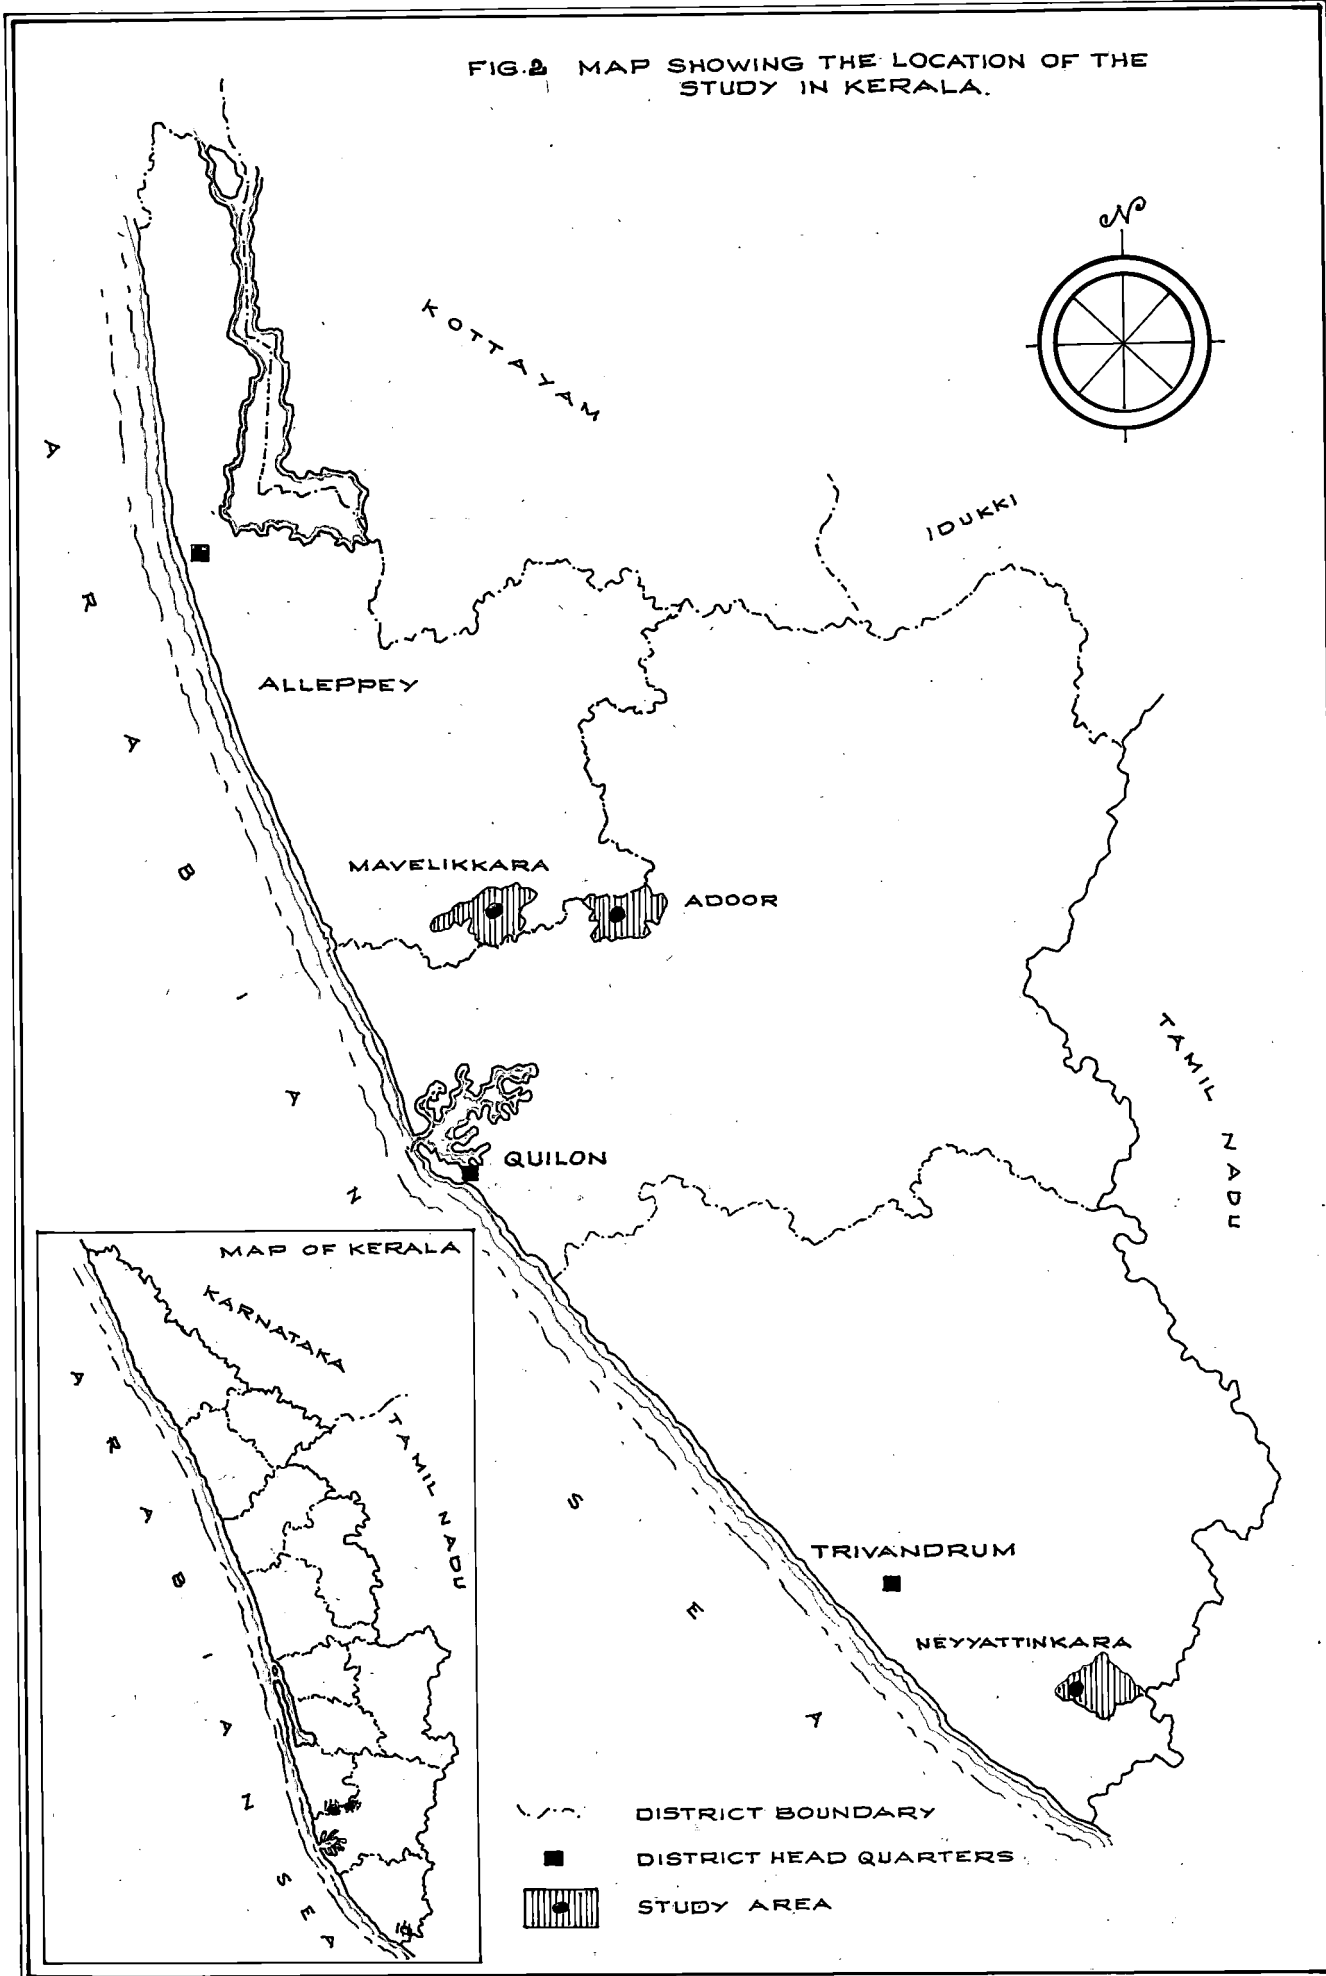 FIG.2 MAP SHOWING THE LOCATION OF THE
STUDY IN KERALA.
N
KOTTAYAM
IDUKKI
ARABIAN SEA
ALLEPPEY
MAVELIKKARA
ADOOR
TAMIL NADU
QUILON
TRIVANDRUM
NEYYATTINKARA
MAP OF KERALA
KARNATAKA
TAMIL NADU
ARABIAN SEA
DISTRICT BOUNDARY
DISTRICT HEAD QUARTERS
STUDY AREA